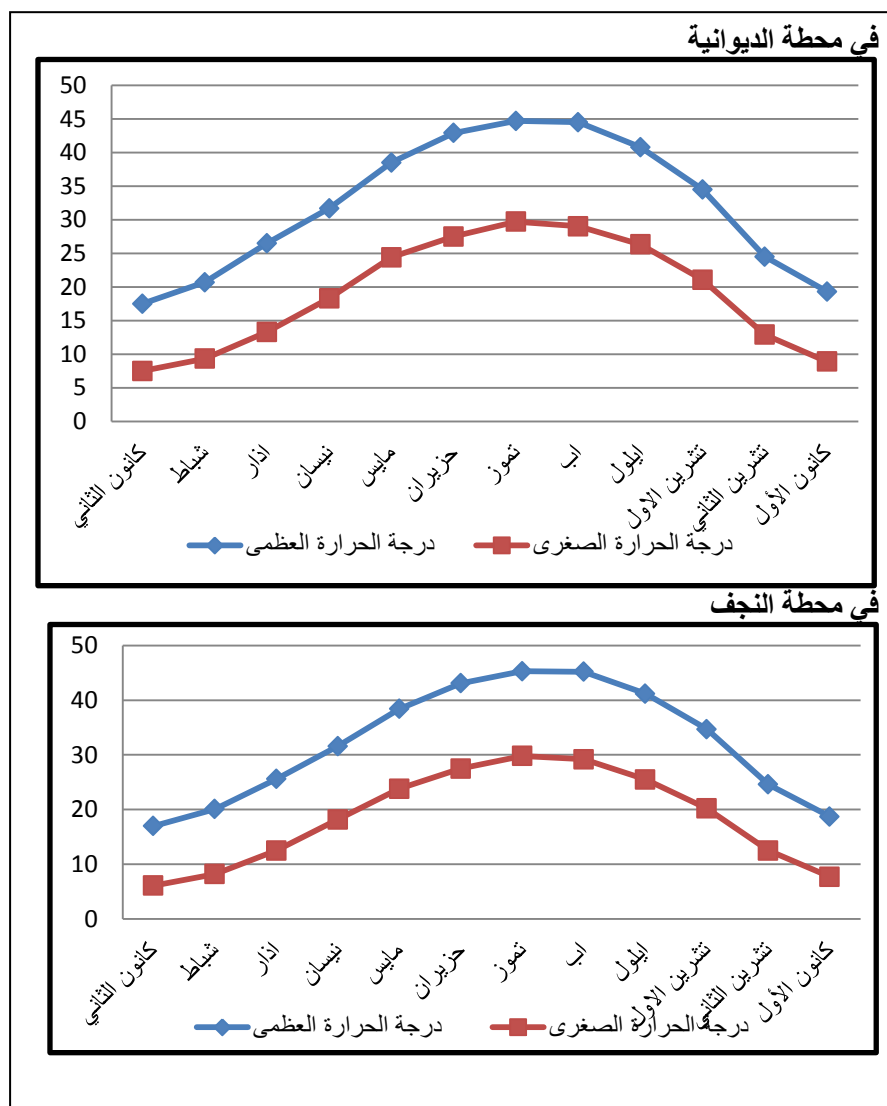 في محطة الديوانية
50
45
40
35
30
25
20
15
10
5
0
كانون الثاني
شباط
اذار
نيسان
مايس
حزيران
تموز
اب
ايلول
تشرين الاول
تشرين الثاني
كانون الأول
درجة الحرارة العظمى
درجة الحرارة الصغرى
في محطة النجف
50
40
30
20
10
0
كانون الثاني
شباط
اذار
نيسان
مايس
حزيران
تموز
اب
ايلول
تشرين الاول
تشرين الثاني
كانون الأول
درجة الحرارة العظمى
درجة الحرارة الصغرى